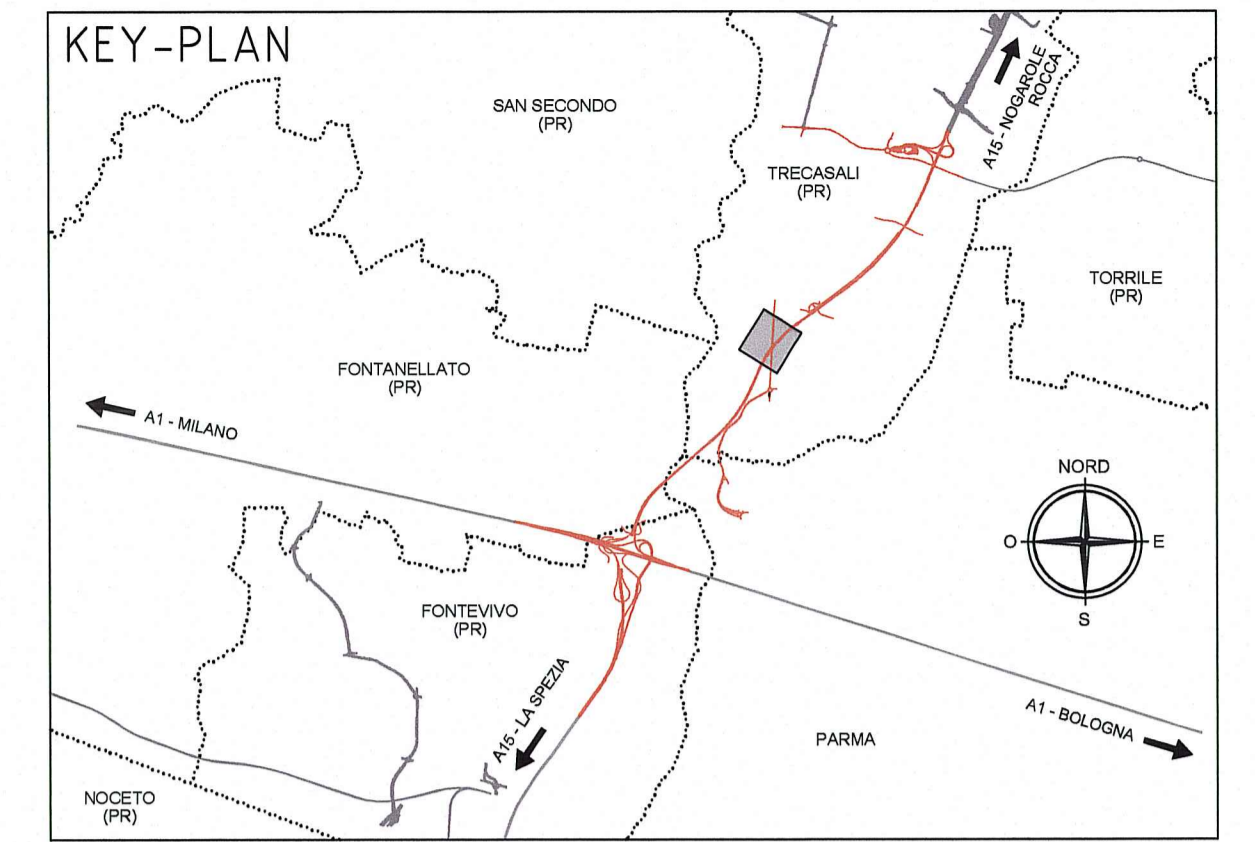 KEY-PLAN
SAN SECONDO
(PR)
A15 - NOGAROLE
ROCCA
TRECASALI
(PR)
TORRILE
(PR)
FONTANELLATO
(PR)
A1 - MILANO
NORD
O
E
S
FONTEVIVO
(PR)
A15 - LA SPEZIA
A1 - BOLOGNA
PARMA
NOCETO
(PR)